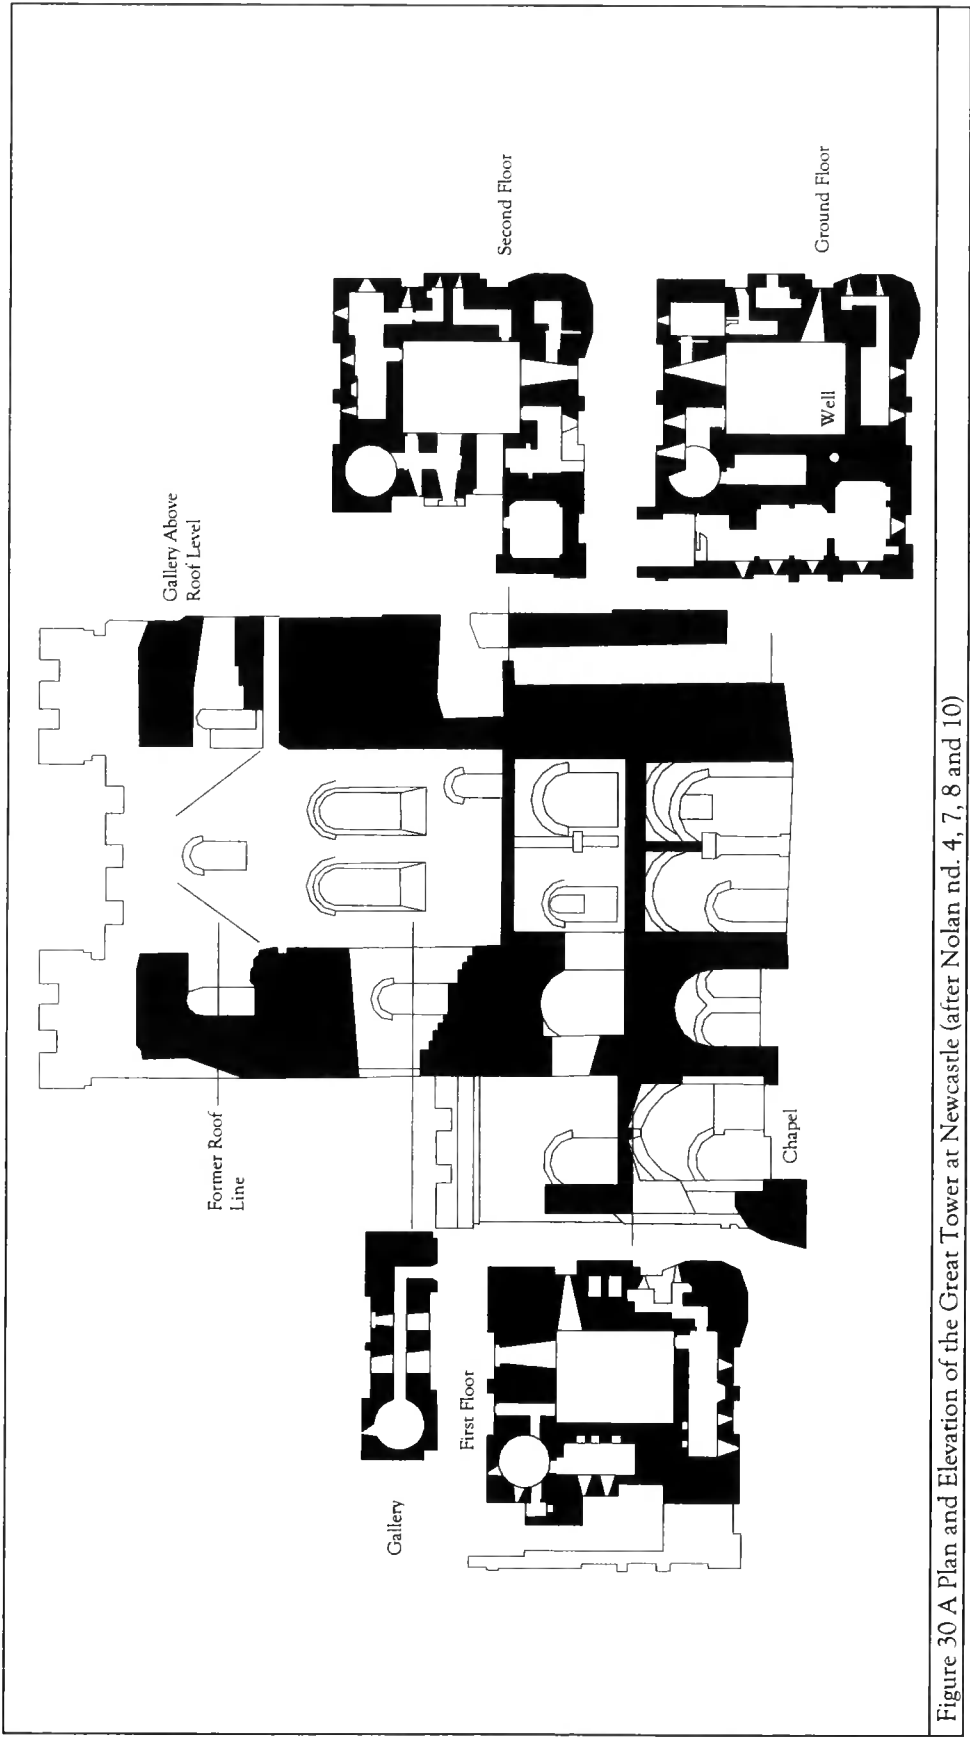 Gallery Above
Roof Level
Second Floor
Ground Floor
Well
Former Roof
Line
Gallery
First Floor
Chapel
Figure 30 A Plan and Elevation of the Great Tower at Newcastle (after Nolan nd. 4, 7, 8 and 10)